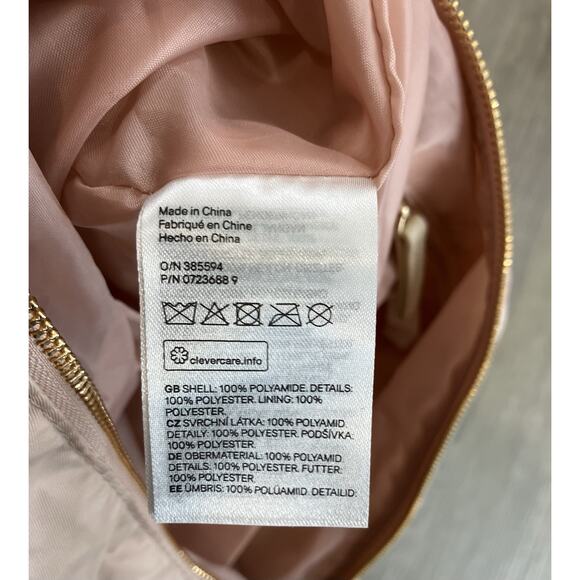 Made in China
Fabriqué en Chine
Hecho en China
O/N 385594
P/N 0723688 9
clevercare.info
GB SHELL: 100% POLYAMIDE. DETAILS:
100% POLYESTER. LINING: 100%
POLYESTER.
CZ SVRCHNÍ LÁTKA: 100% POLYAMID.
DETAILY: 100% POLYESTER. PODŠÍVKA:
100% POLYESTER.
DE OBERMATERIAL: 100% POLYAMID.
DETAILS: 100% POLYESTER. FUTTER:
100% POLYESTER.
EE ÜMBRIS: 100% POLÜAMIID. DETAILID: